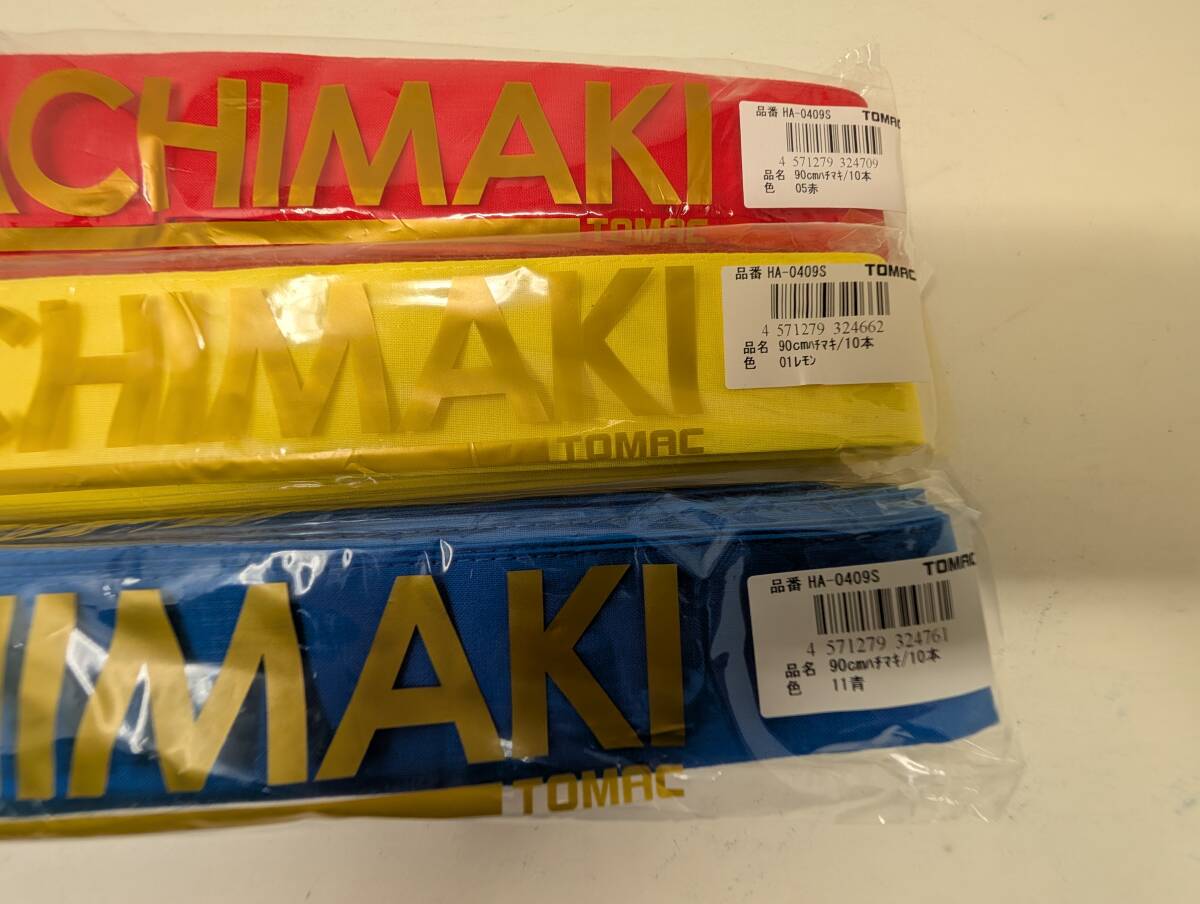 ACHIMAKI
TOMAC
品番 HA-0409S TOMAC
4 571279 324709
品名 90cmﾊﾁﾏｷ/10本
色 05赤
CHIMAKI
TOMAC
品番 HA-0409S TOMAC
4 571279 324662
品名 90cmﾊﾁﾏｷ/10本
色 01ﾚﾓﾝ
HIMAKI
TOMAC
品番 HA-0409S TOMAC
4 571279 324761
品名 90cmﾊﾁﾏｷ/10本
色 11青